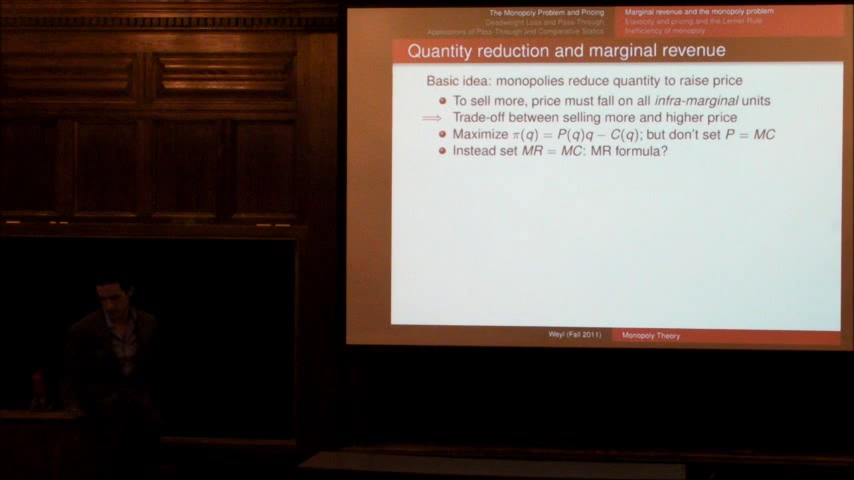 The Monopoly Problem and Pricing
Deadweight Loss and Pass-Through
Applications of Pass-Through and Comparative Statics
Marginal revenue and the monopoly problem
Elasticity and pricing and the Lerner Rule
Inefficiency of monopoly
Quantity reduction and marginal revenue
Basic idea: monopolies reduce quantity to raise price
To sell more, price must fall on all infra-marginal units
⟹ Trade-off between selling more and higher price
Maximize π(q) = P(q)q − C(q); but don't set P = MC
Instead set MR = MC: MR formula?
Weyl (Fall 2011) Monopoly Theory